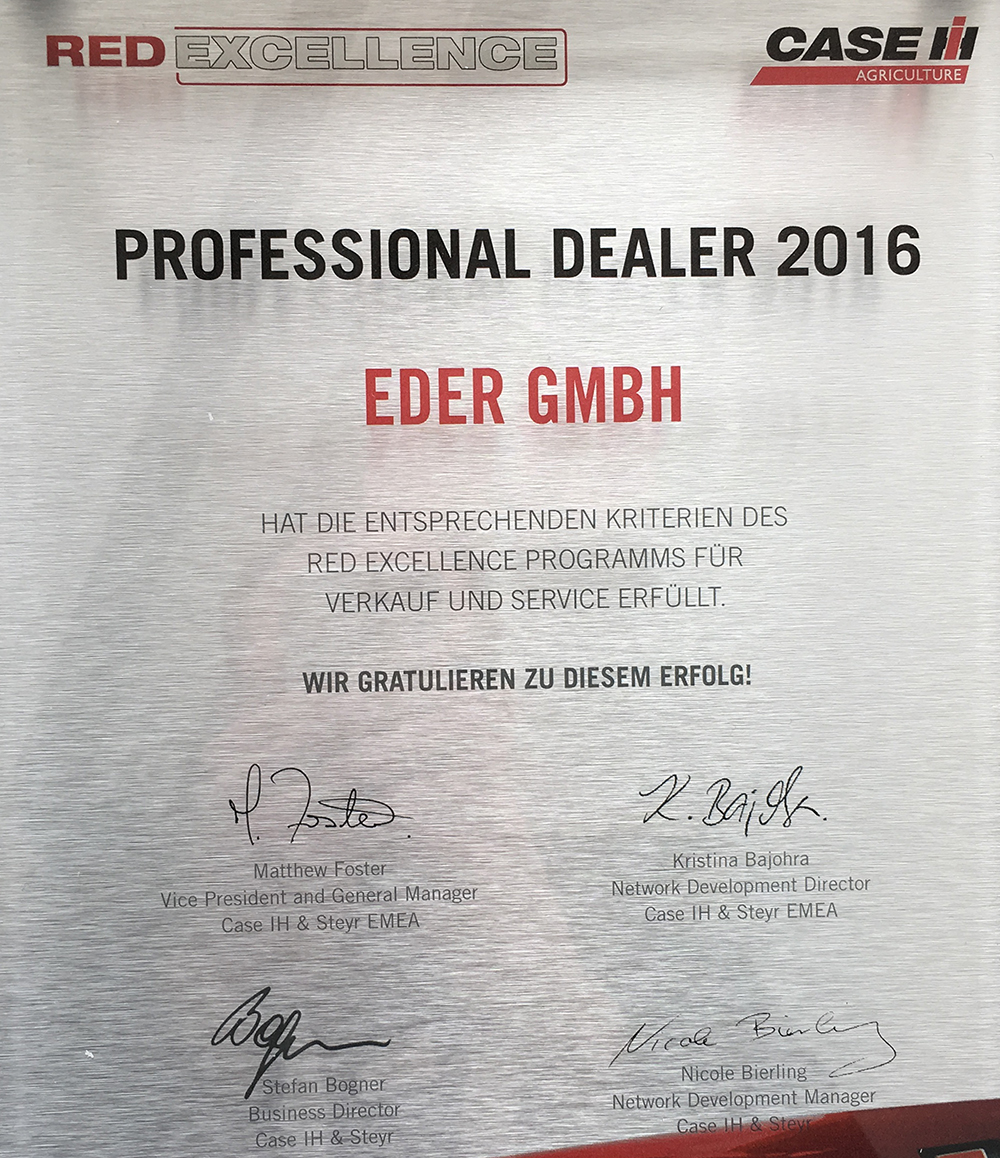 RED EXCELLENCE
CASE IH
AGRICULTURE
PROFESSIONAL DEALER 2016
EDER GMBH
HAT DIE ENTSPRECHENDEN KRITERIEN DES
RED EXCELLENCE PROGRAMMS FÜR
VERKAUF UND SERVICE ERFÜLLT.
WIR GRATULIEREN ZU DIESEM ERFOLG!
M. Foster
Matthew Foster
Vice President and General Manager
Case IH & Steyr EMEA
K. Bajohra
Kristina Bajohra
Network Development Director
Case IH & Steyr EMEA
Bogner
Stefan Bogner
Business Director
Case IH & Steyr
Nicole Bierling
Nicole Bierling
Network Development Manager
Case IH & Steyr